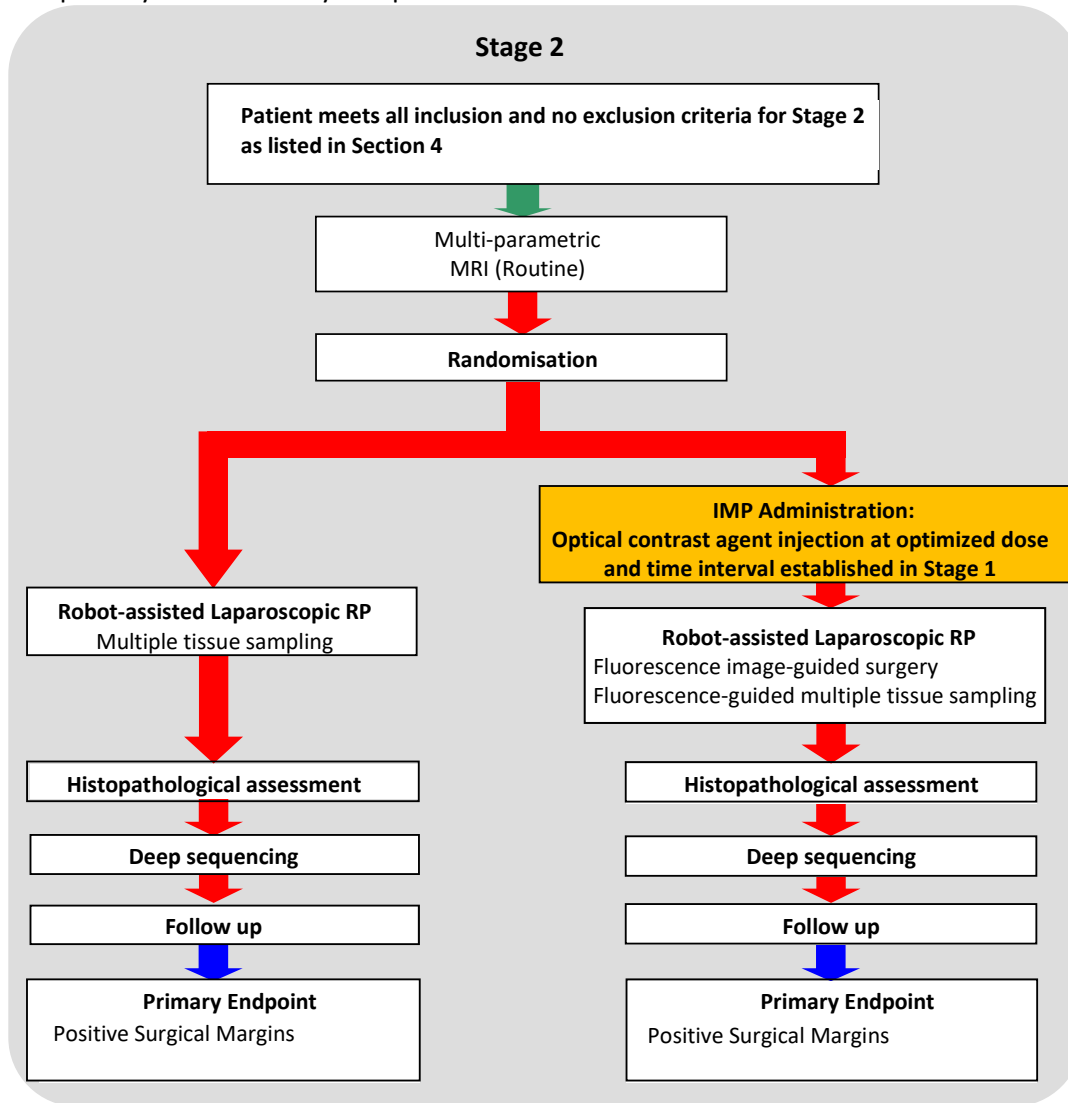 Stage 2
Patient meets all inclusion and no exclusion criteria for Stage 2
as listed in Section 4
Multi-parametric
MRI (Routine)
Randomisation
IMP Administration:
Optical contrast agent injection at optimized dose
and time interval established in Stage 1
Robot-assisted Laparoscopic RP
Multiple tissue sampling
Robot-assisted Laparoscopic RP
Fluorescence image-guided surgery
Fluorescence-guided multiple tissue sampling
Histopathological assessment
Histopathological assessment
Deep sequencing
Deep sequencing
Follow up
Follow up
Primary Endpoint
Positive Surgical Margins
Primary Endpoint
Positive Surgical Margins